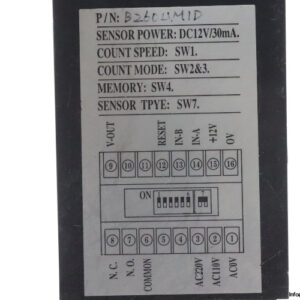 P/N:
SENSOR POWER: DC12V/30mA.
COUNT SPEED: SW1.
COUNT MODE: SW2&3.
MEMORY: SW4.
SENSOR TPYE: SW7.
V-OUT RESET IN-B IN-A +12V 0V
9 10 11 12 13 14 15 16
ON
8 7 6 5 4 3 2 1
N.C. N.O. COMMON AC220V AC110V AC0V